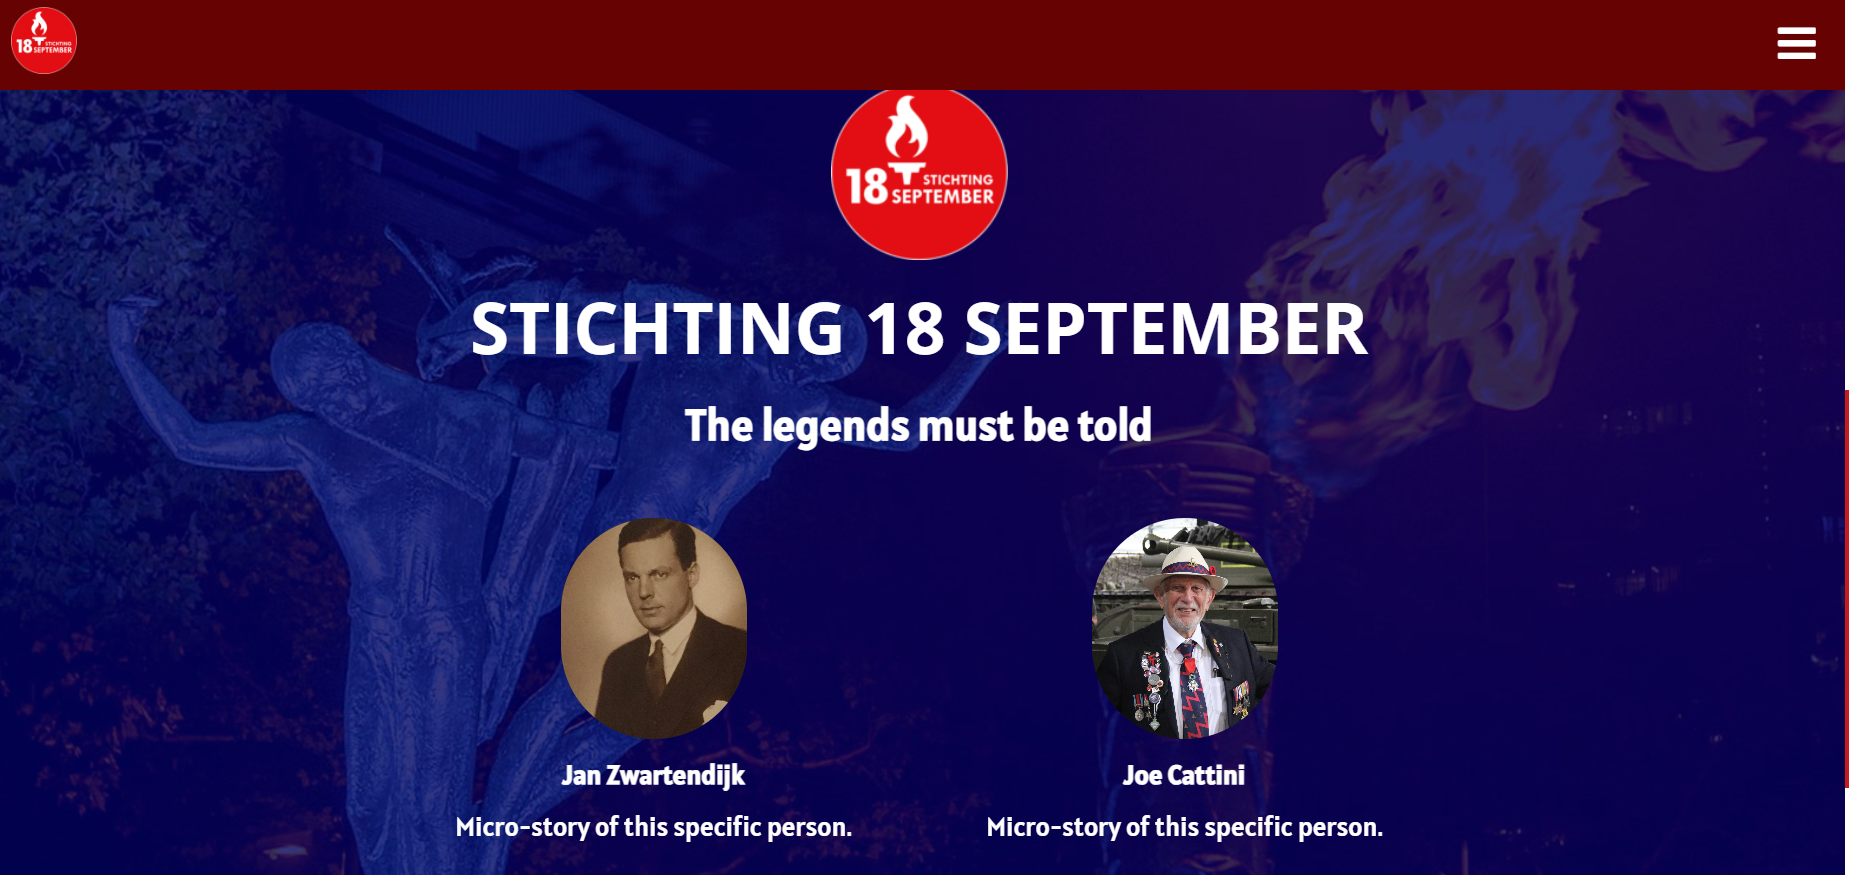 18 STICHTING
SEPTEMBER
18 STICHTING
SEPTEMBER
STICHTING 18 SEPTEMBER
The legends must be told
Jan Zwartendijk
Joe Cattini
Micro-story of this specific person.
Micro-story of this specific person.